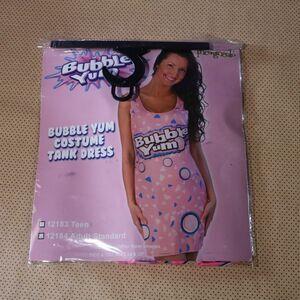 Bubble
Yum
BUBBLE YUM
COSTUME
TANK DRESS
Bubble
Yum
12183 Teen
12184 Adult Standard